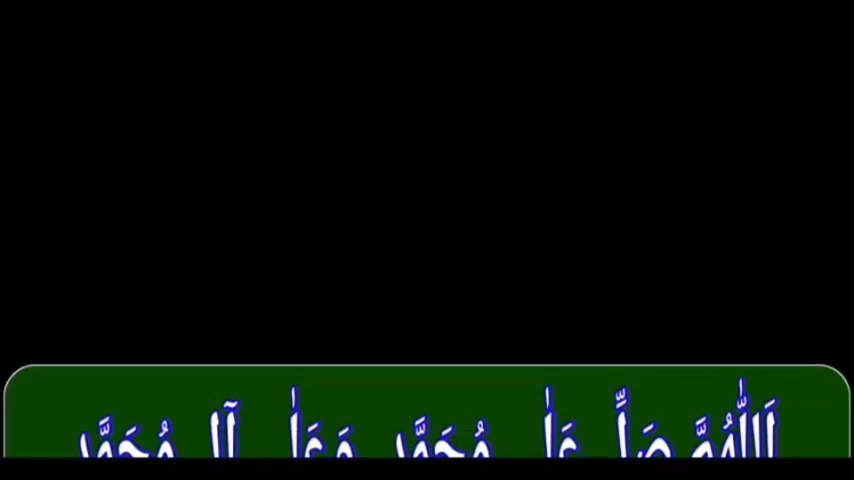 اَللّٰهُمَّ صَلِّ عَلٰى مُحَمَّدٍ وَعَلٰى آلِ مُحَمَّدٍ